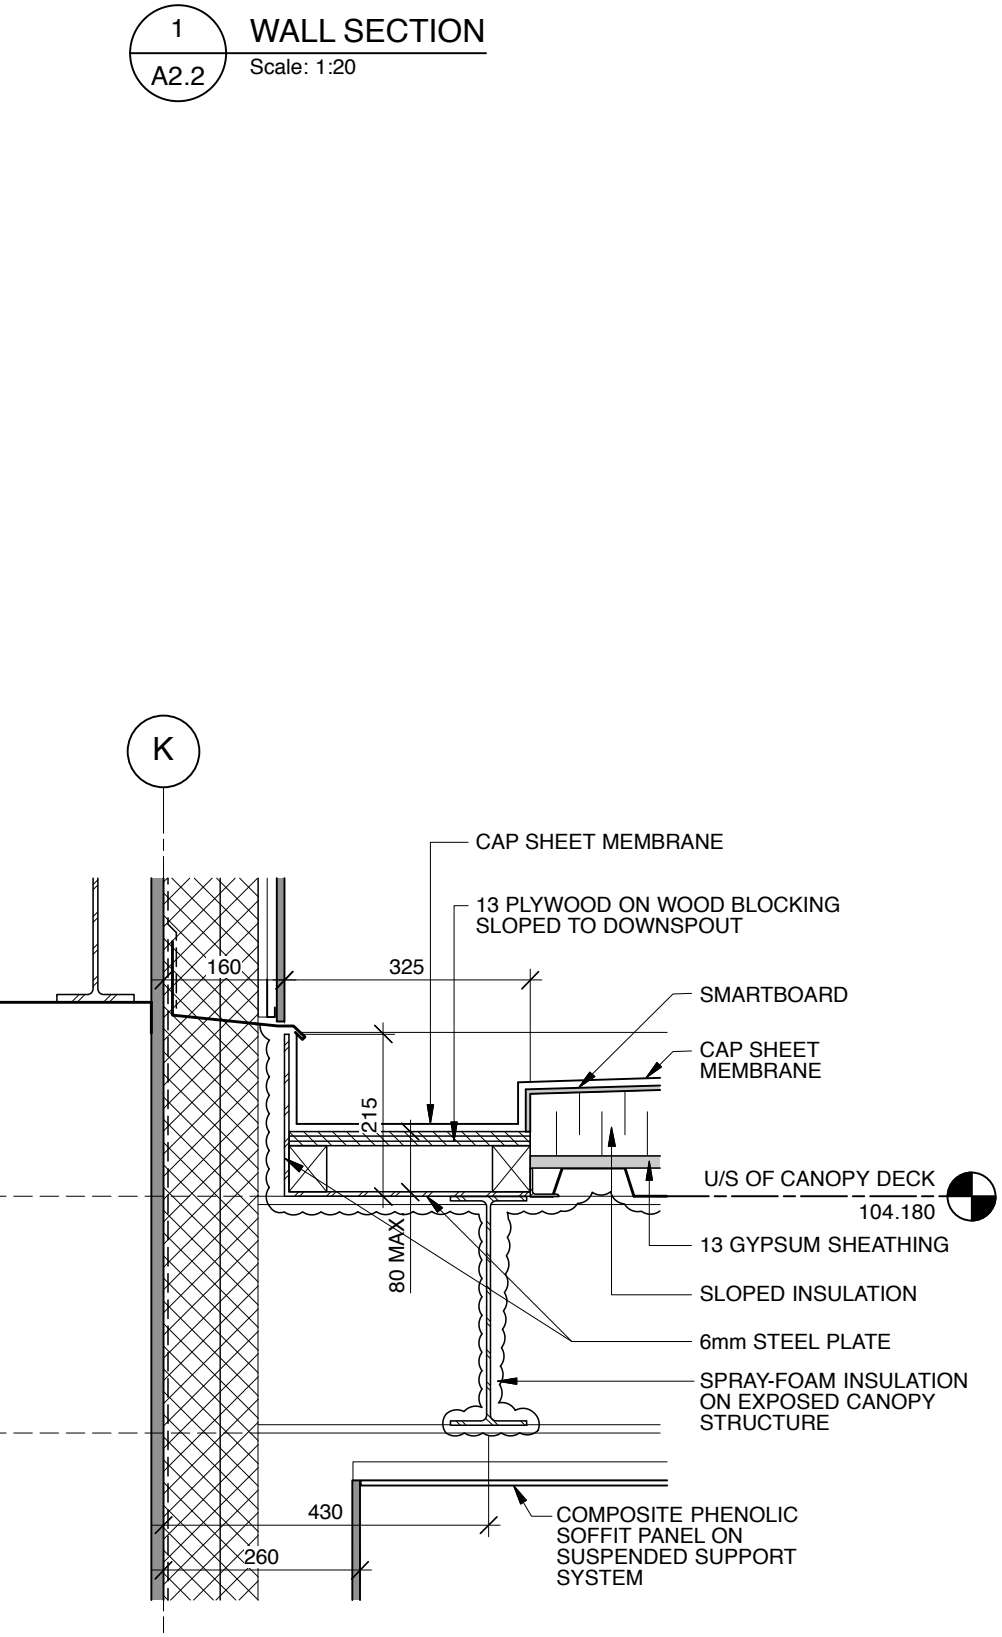 1
WALL SECTION
A2.2
Scale: 1:20
K
CAP SHEET MEMBRANE
13 PLYWOOD ON WOOD BLOCKING
SLOPED TO DOWNSPOUT
160
325
SMARTBOARD
CAP SHEET
MEMBRANE
215
U/S OF CANOPY DECK
104.180
80 MAX
13 GYPSUM SHEATHING
SLOPED INSULATION
6mm STEEL PLATE
SPRAY-FOAM INSULATION
ON EXPOSED CANOPY
STRUCTURE
430
COMPOSITE PHENOLIC
SOFFIT PANEL ON
SUSPENDED SUPPORT
SYSTEM
260